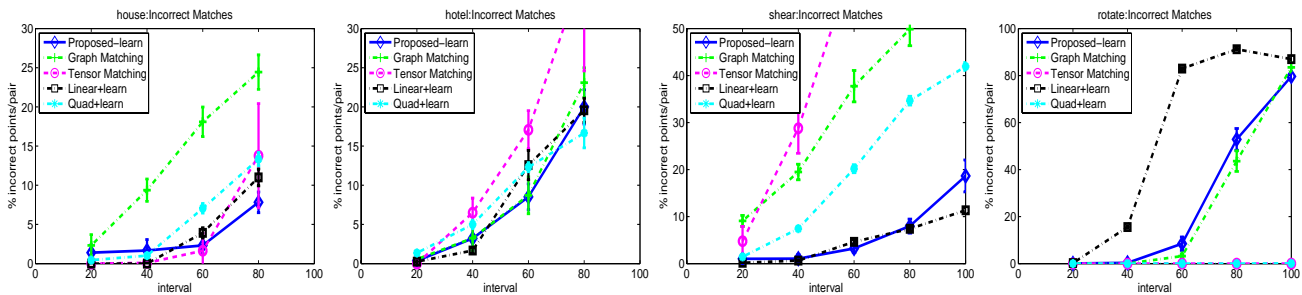 house:Incorrect Matches
% incorrect points/pair
30
25
20
15
10
5
0
0 20 40 60 80 100
interval
Proposed−learn
Graph Matching
Tensor Matching
Linear+learn
Quad+learn
hotel:Incorrect Matches
% incorrect points/pair
30
25
20
15
10
5
0
0 20 40 60 80 100
interval
Proposed−learn
Graph Matching
Tensor Matching
Linear+learn
Quad+learn
shear:Incorrect Matches
% incorrect points/pair
50
40
30
20
10
0
0 20 40 60 80 100
interval
Proposed−learn
Graph Matching
Tensor Matching
Linear+learn
Quad+learn
rotate:Incorrect Matches
% incorrect points/pair
100
80
60
40
20
0
0 20 40 60 80 100
interval
Proposed−learn
Graph Matching
Tensor Matching
Linear+learn
Quad+learn